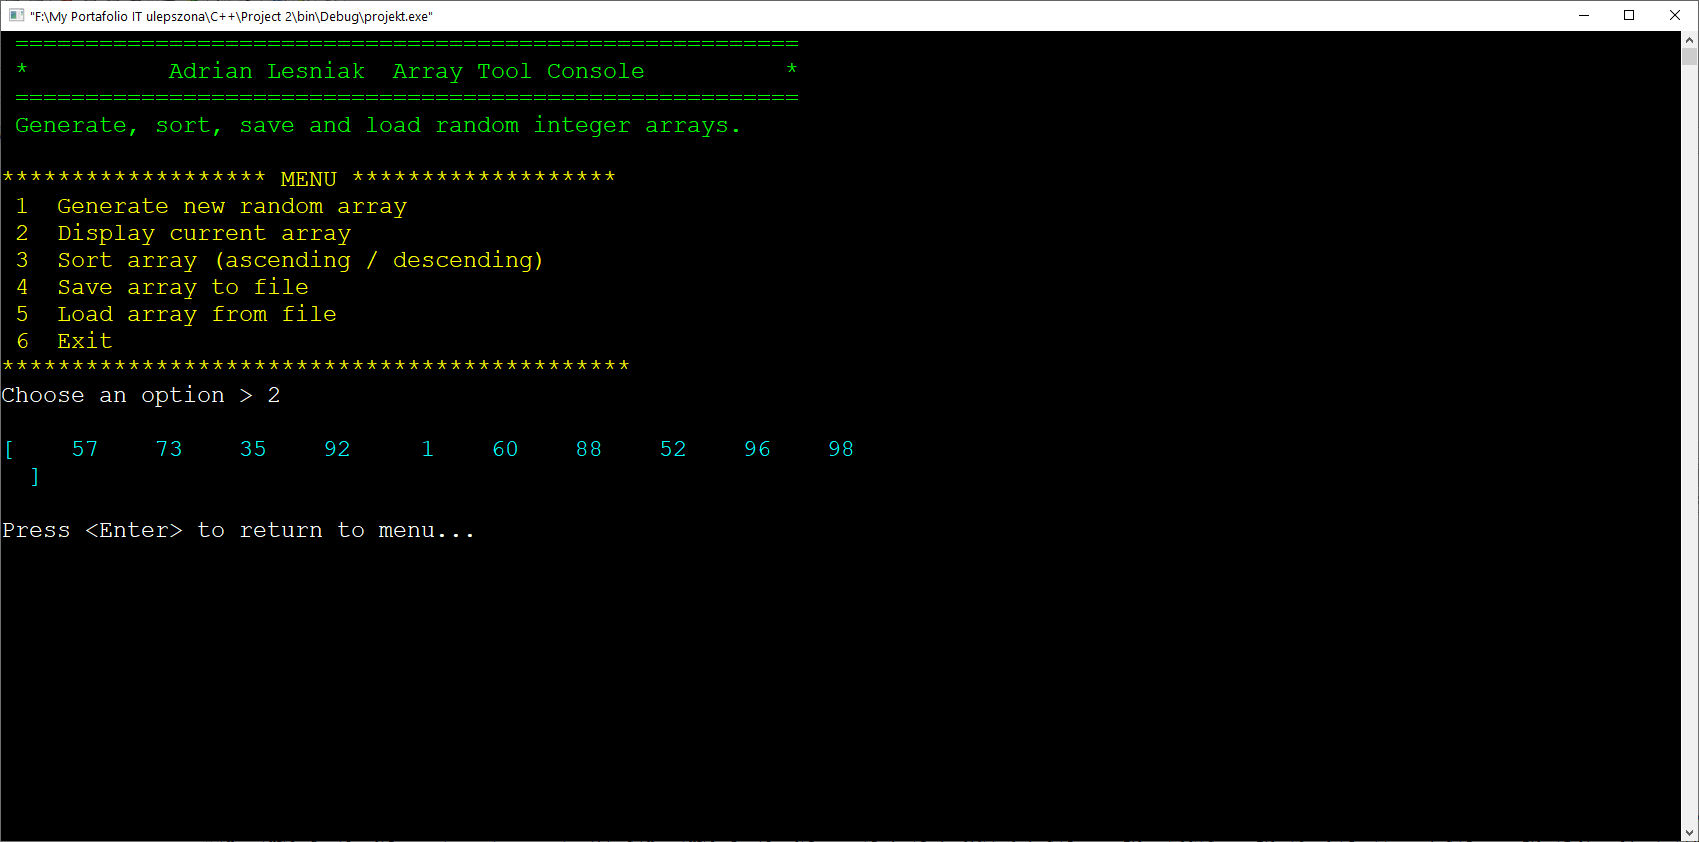 "F:\My Portafolio IT ulepszona\C++\Project 2\bin\Debug\projekt.exe"
========================================================
*          Adrian Lesniak  Array Tool Console          *
========================================================
Generate, sort, save and load random integer arrays.
******************* MENU *******************
1  Generate new random array
2  Display current array
3  Sort array (ascending / descending)
4  Save array to file
5  Load array from file
6  Exit
*********************************************
Choose an option > 2
[    57    73    35    92     1    60    88    52    96    98
  ]
Press <Enter> to return to menu...